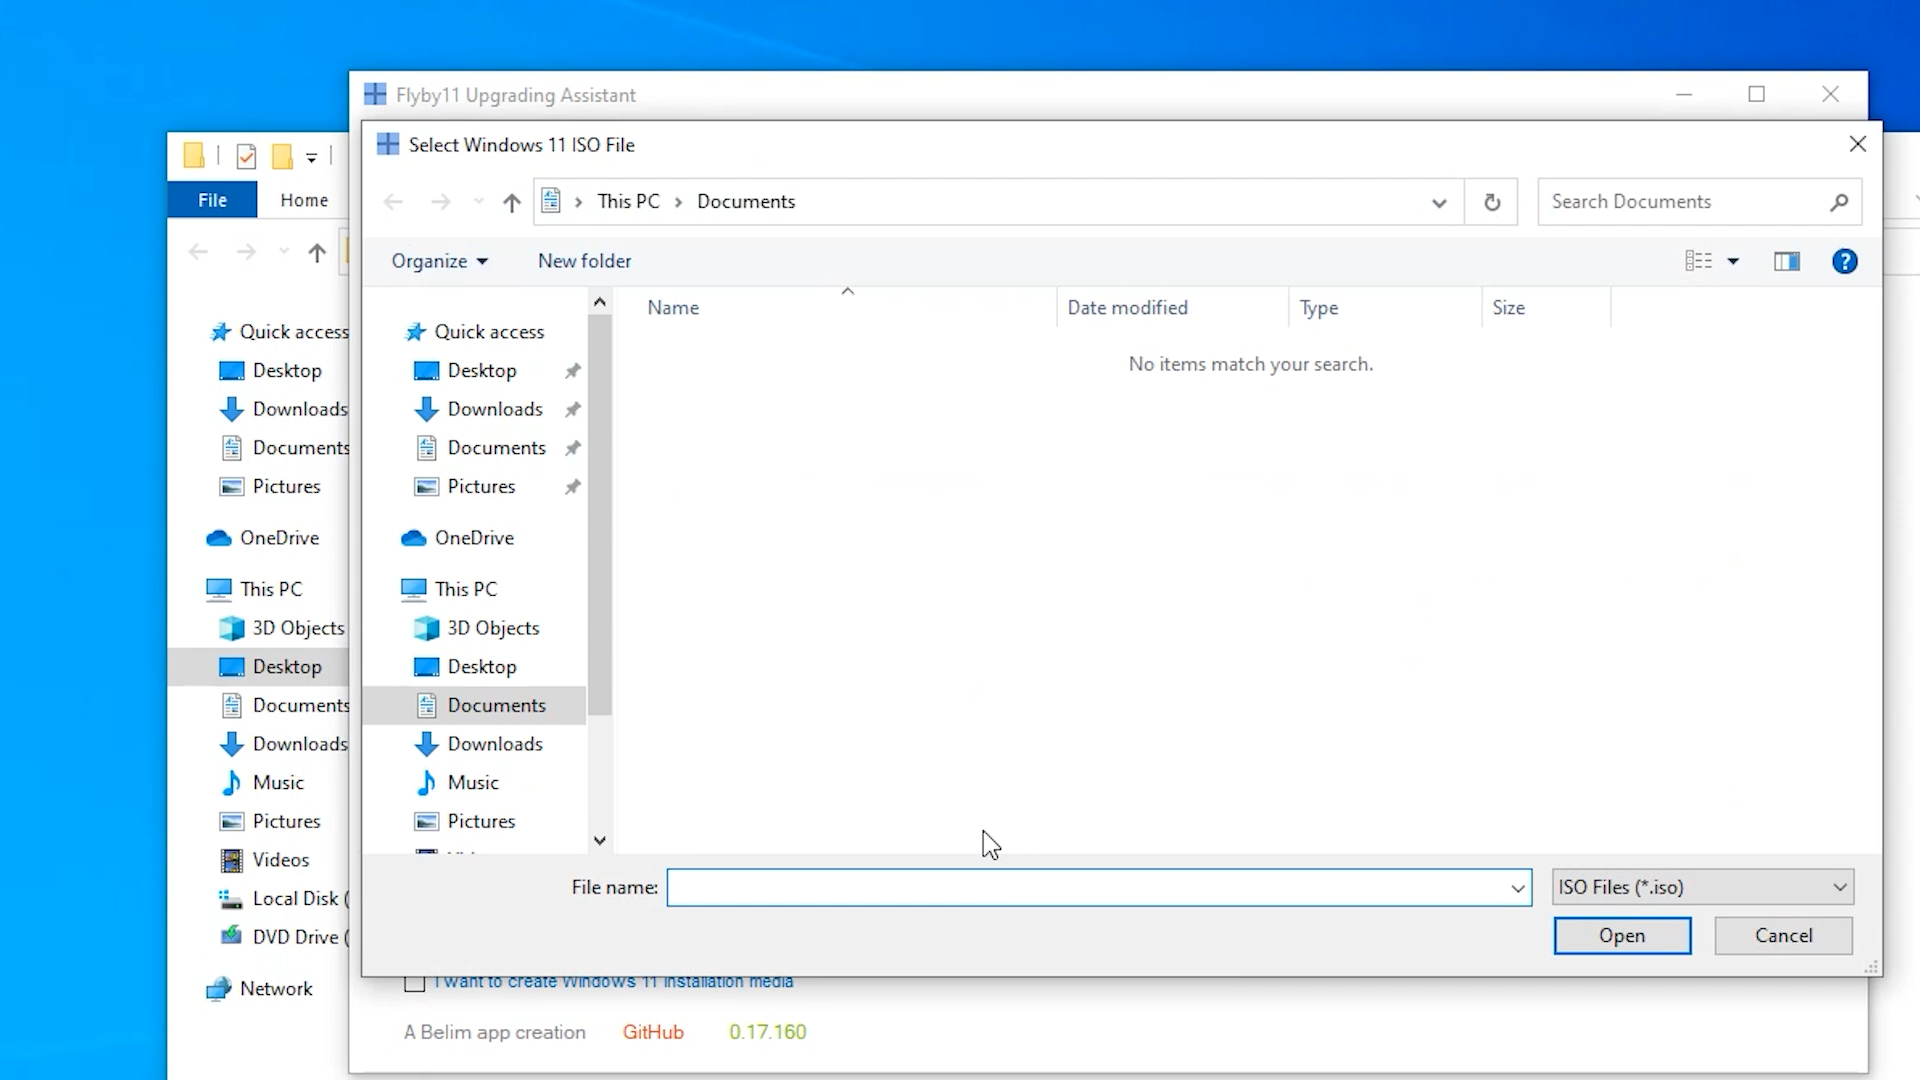 Flyby11 Upgrading Assistant
Select Windows 11 ISO File
File
Home
This PC
Documents
Search Documents
Organize
New folder
?
Name
Date modified
Type
Size
No items match your search.
Quick access
Desktop
Downloads
Documents
Pictures
OneDrive
This PC
3D Objects
Desktop
Documents
Downloads
Music
Pictures
Videos
Local Disk (
DVD Drive (
Network
Quick access
Desktop
Downloads
Documents
Pictures
OneDrive
This PC
3D Objects
Desktop
Documents
Downloads
Music
Pictures
File name:
ISO Files (*.iso)
Open
Cancel
I want to create Windows 11 installation media
A Belim app creation
GitHub
0.17.160